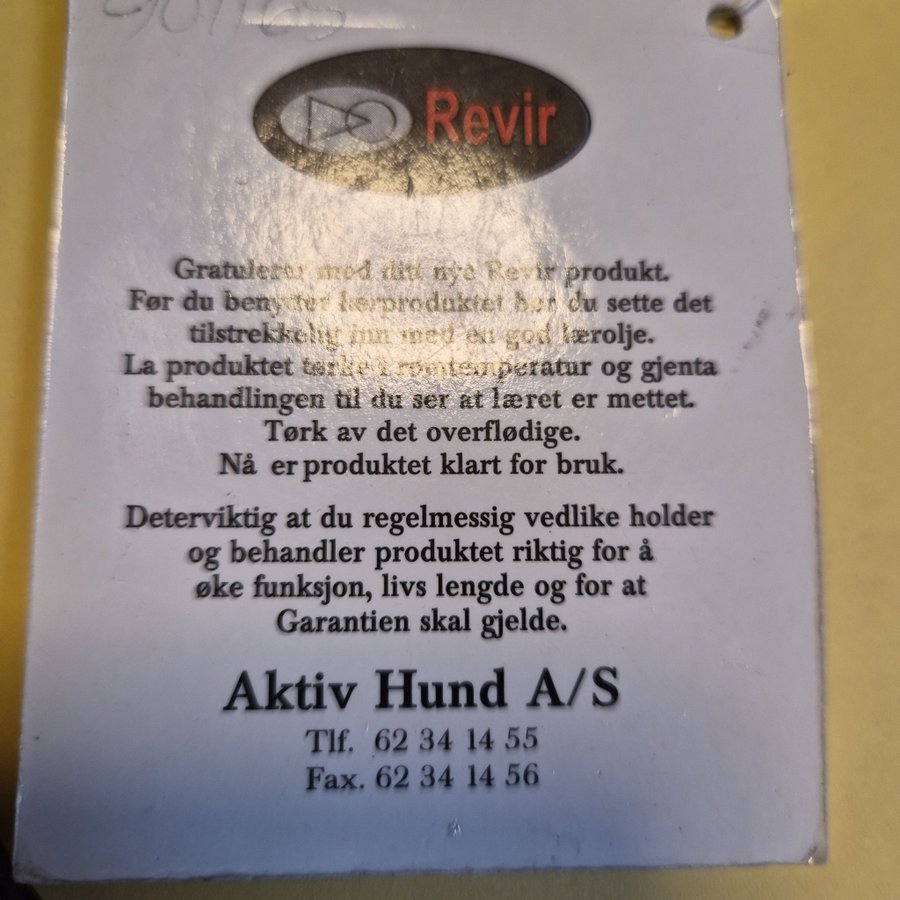 Revir
Gratulerer med ditt nye Revir produkt.
Før du benytter lærproduktet bør du sette det
tilstrekkelig inn med en god lærolje.
La produktet tørke i romtemperatur og gjenta
behandlingen til du ser at læret er mettet.
Tørk av det overflødige.
Nå er produktet klart for bruk.
Deterviktig at du regelmessig vedlike holder
og behandler produktet riktig for å
øke funksjon, livs lengde og for at
Garantien skal gjelde.
Aktiv Hund A/S
Tlf. 62 34 14 55
Fax. 62 34 14 56